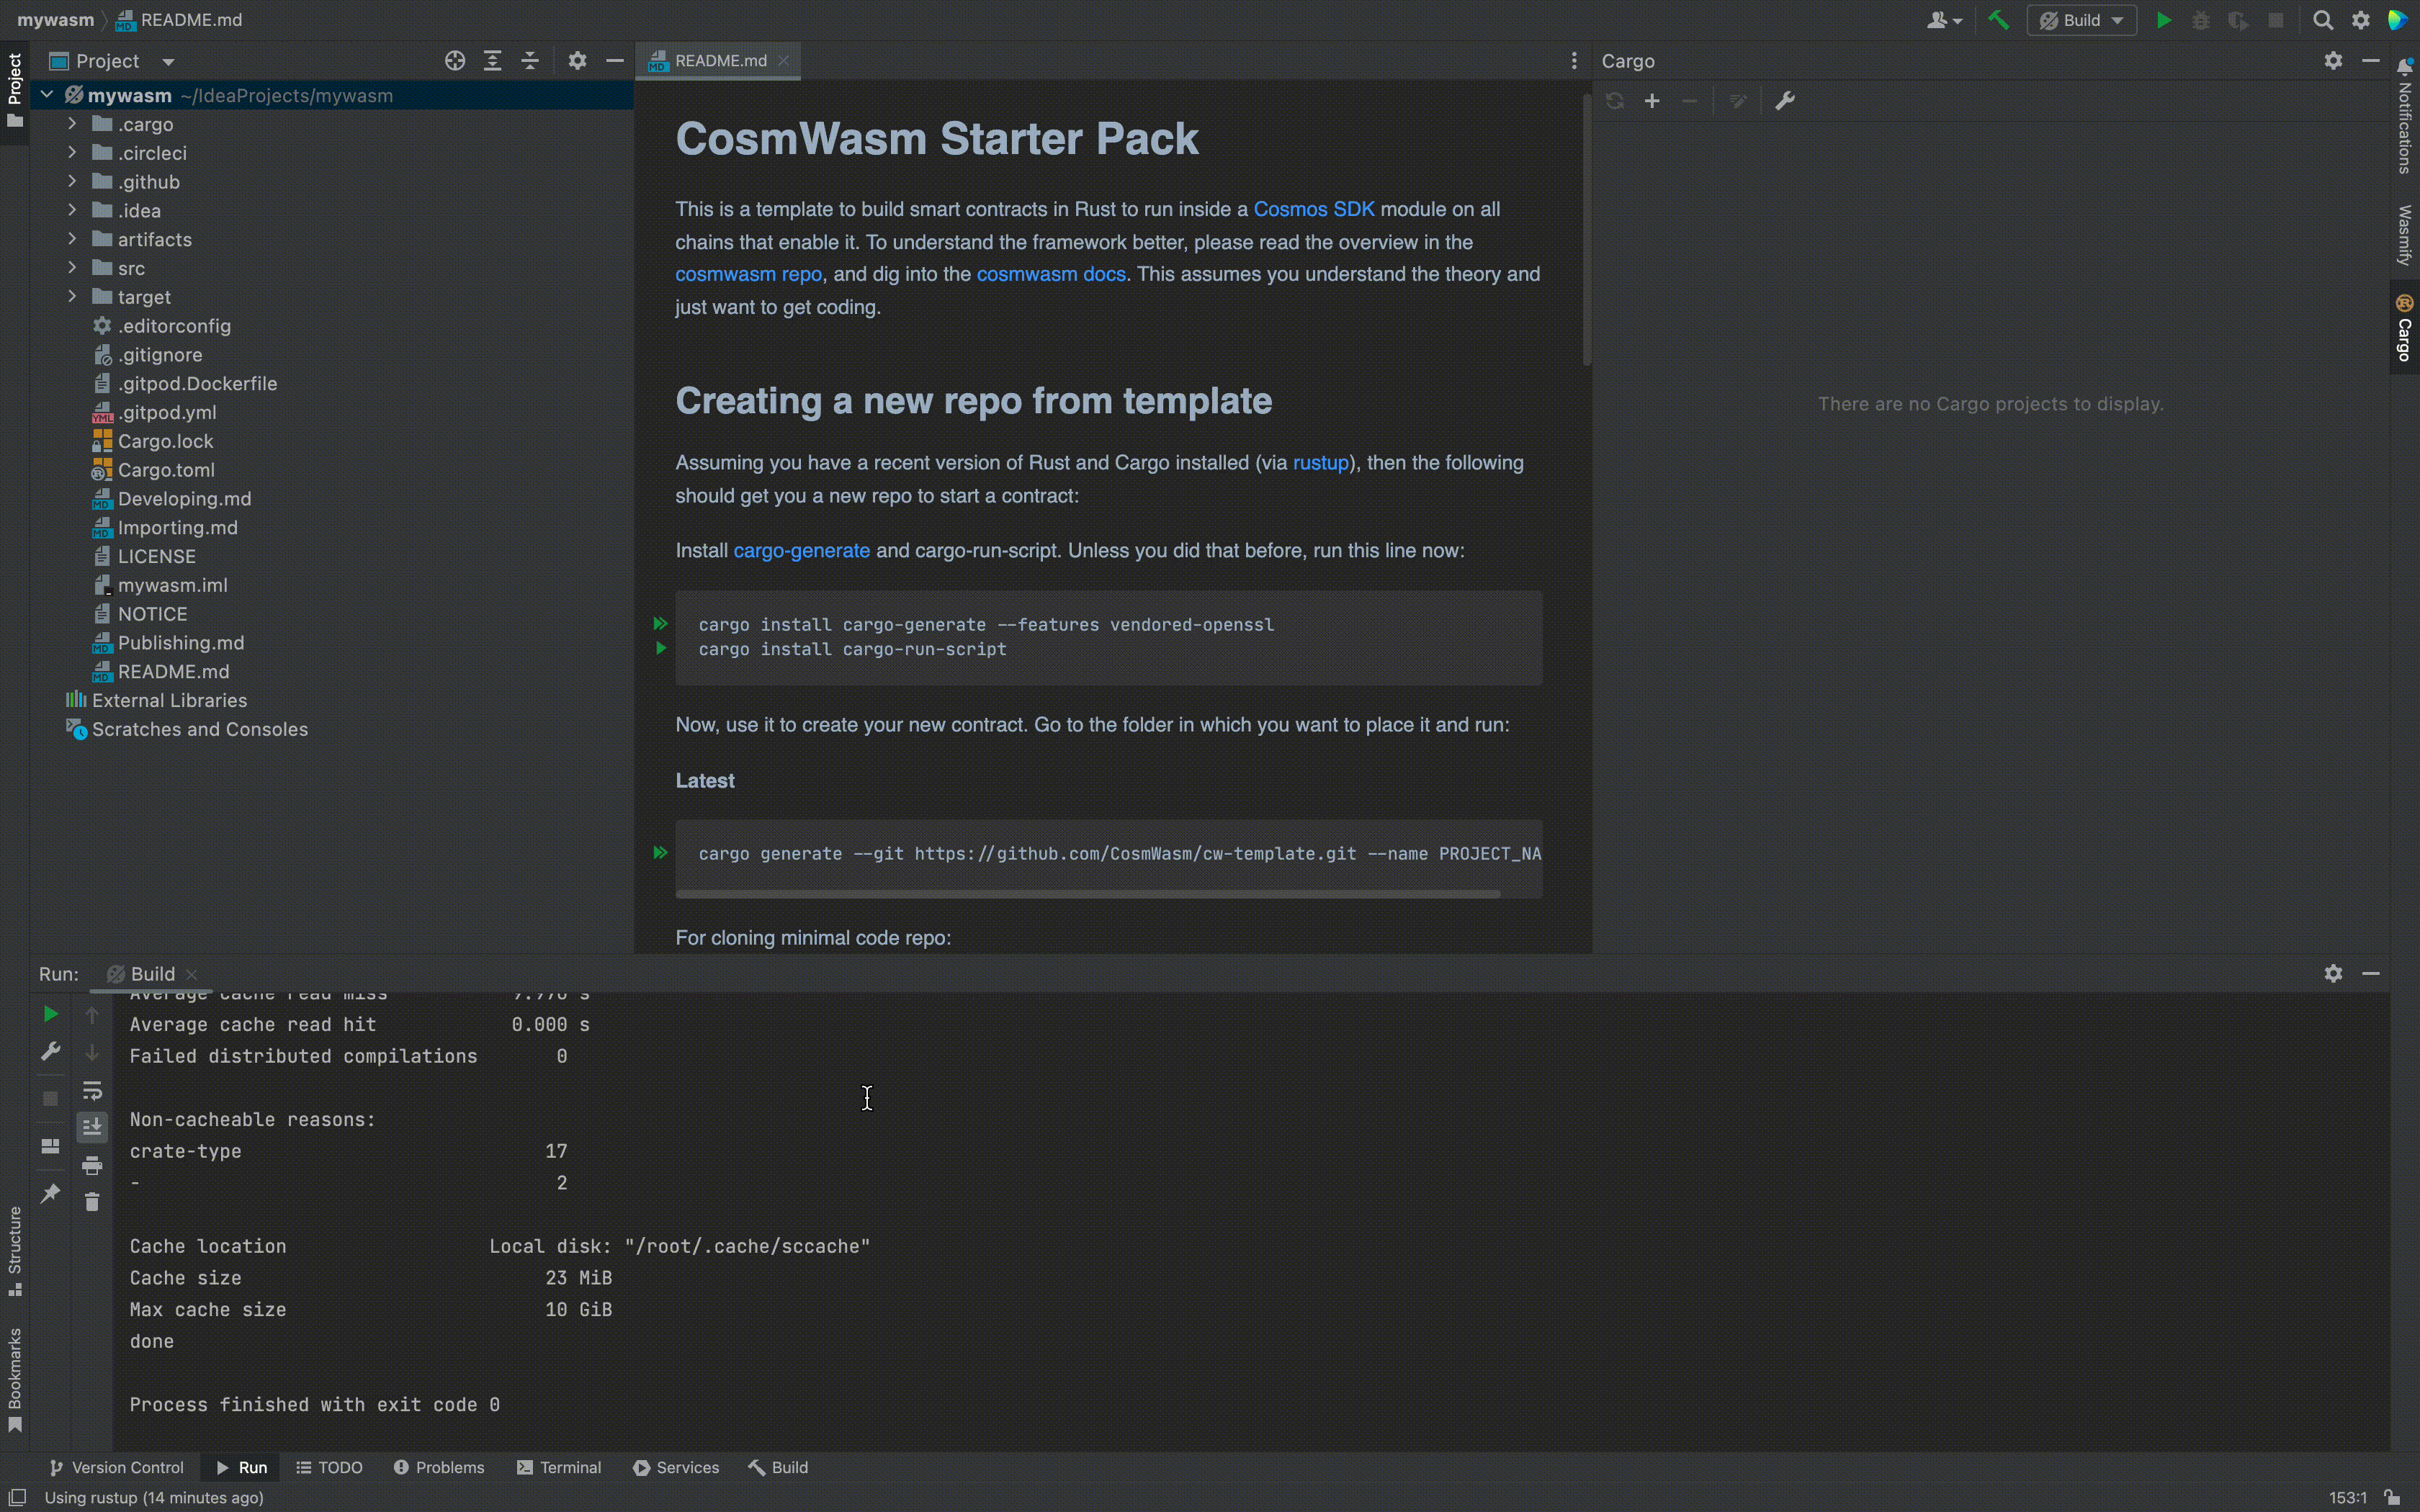 mywasm
README.md
Build
Project
README.md
Cargo
Project
mywasm ~/IdeaProjects/mywasm
.cargo
.circleci
.github
.idea
artifacts
src
target
.editorconfig
.gitignore
.gitpod.Dockerfile
.gitpod.yml
Cargo.lock
Cargo.toml
Developing.md
Importing.md
LICENSE
mywasm.iml
NOTICE
Publishing.md
README.md
External Libraries
Scratches and Consoles
CosmWasm Starter Pack
This is a template to build smart contracts in Rust to run inside a Cosmos SDK module on all
chains that enable it. To understand the framework better, please read the overview in the
cosmwasm repo, and dig into the cosmwasm docs. This assumes you understand the theory and
just want to get coding.
Creating a new repo from template
Assuming you have a recent version of Rust and Cargo installed (via rustup), then the following
should get you a new repo to start a contract:
Install cargo-generate and cargo-run-script. Unless you did that before, run this line now:
cargo install cargo-generate --features vendored-openssl
cargo install cargo-run-script
Now, use it to create your new contract. Go to the folder in which you want to place it and run:
Latest
cargo generate --git https://github.com/CosmWasm/cw-template.git --name PROJECT_NA
For cloning minimal code repo:
There are no Cargo projects to display.
Notifications
Wasmify
Cargo
Run:
Build
Average cache read miss
Average cache read hit 0.000 s
Failed distributed compilations 0
Non-cacheable reasons:
crate-type 17
- 2
Cache location Local disk: "/root/.cache/sccache"
Cache size 23 MiB
Max cache size 10 GiB
done
Process finished with exit code 0
Structure
Bookmarks
Version Control
Run
TODO
Problems
Terminal
Services
Build
Using rustup (14 minutes ago)
153:1